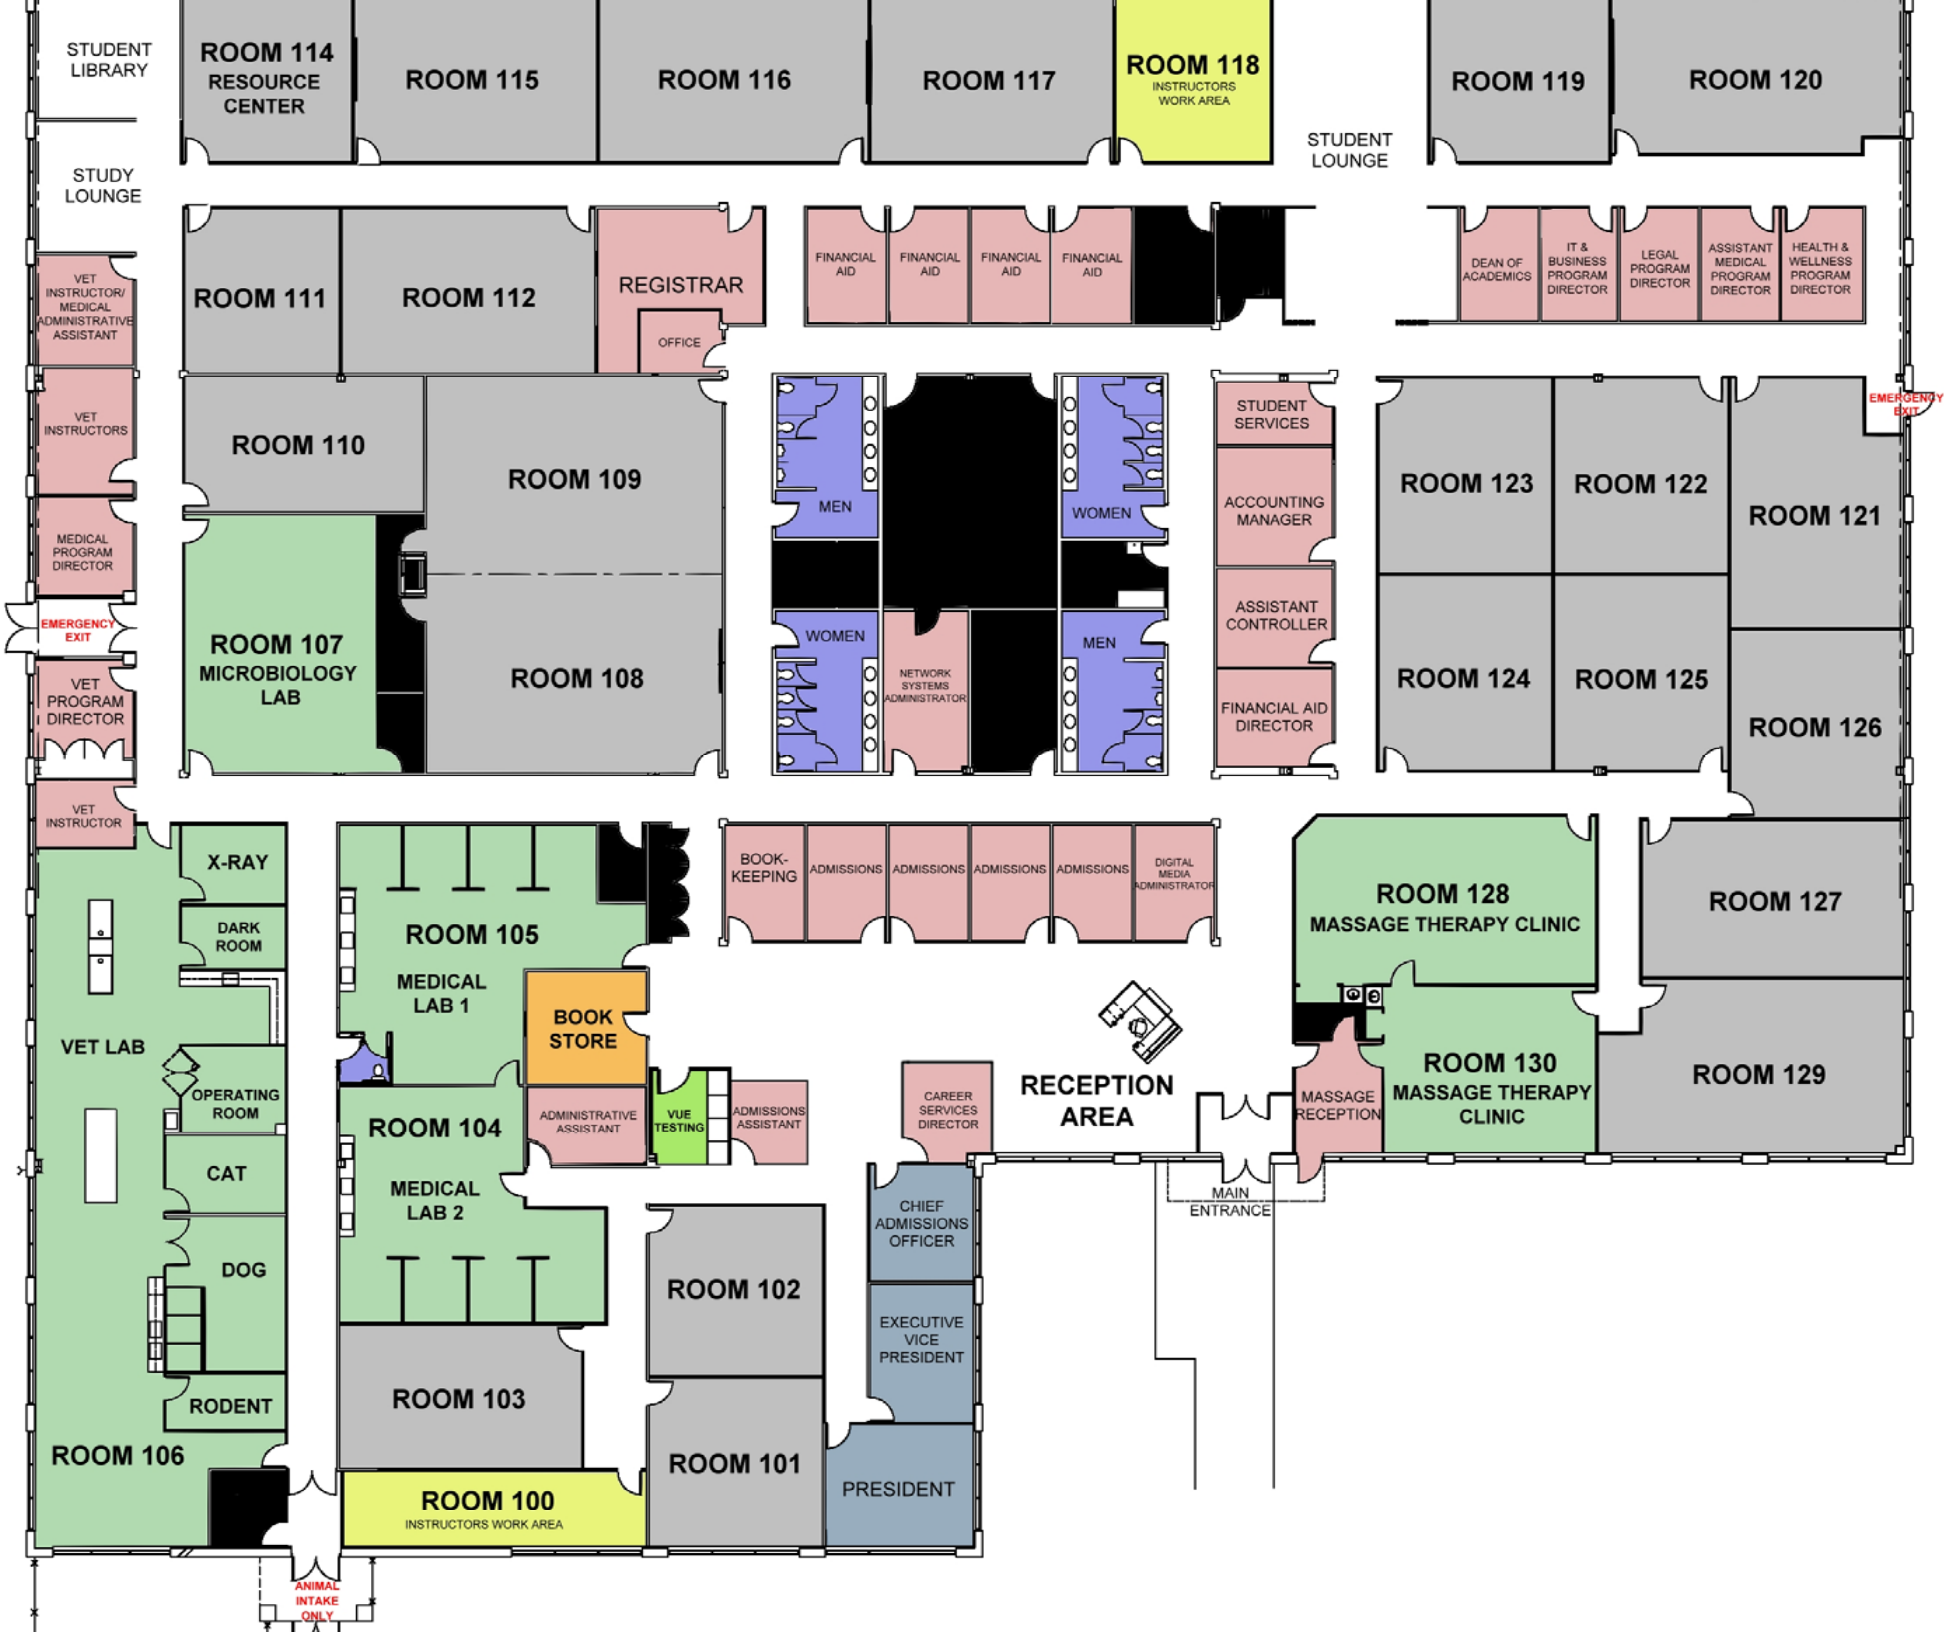 STUDENT
LIBRARY
ROOM 114
RESOURCE
CENTER
ROOM 115
ROOM 116
ROOM 117
ROOM 118
INSTRUCTORS
WORK AREA
STUDENT
LOUNGE
ROOM 119
ROOM 120
STUDY
LOUNGE
VET
INSTRUCTOR/
MEDICAL
ADMINISTRATIVE
ASSISTANT
ROOM 111
ROOM 112
REGISTRAR
OFFICE
FINANCIAL
AID
FINANCIAL
AID
FINANCIAL
AID
FINANCIAL
AID
DEAN OF
ACADEMICS
IT &
BUSINESS
PROGRAM
DIRECTOR
LEGAL
PROGRAM
DIRECTOR
ASSISTANT
MEDICAL
PROGRAM
DIRECTOR
HEALTH &
WELLNESS
PROGRAM
DIRECTOR
VET
INSTRUCTORS
ROOM 110
ROOM 109
MEN
WOMEN
STUDENT
SERVICES
ACCOUNTING
MANAGER
ROOM 123
ROOM 122
ROOM 121
EMERGENCY
EXIT
MEDICAL
PROGRAM
DIRECTOR
EMERGENCY
EXIT
ROOM 107
MICROBIOLOGY
LAB
ROOM 108
WOMEN
NETWORK
SYSTEMS
ADMINISTRATOR
MEN
ASSISTANT
CONTROLLER
FINANCIAL AID
DIRECTOR
ROOM 124
ROOM 125
ROOM 126
VET
PROGRAM
DIRECTOR
VET
INSTRUCTOR
X-RAY
DARK
ROOM
VET LAB
OPERATING
ROOM
CAT
DOG
RODENT
ROOM 106
ROOM 105
MEDICAL
LAB 1
BOOK
STORE
BOOK-
KEEPING
ADMISSIONS
ADMISSIONS
ADMISSIONS
ADMISSIONS
DIGITAL
MEDIA
ADMINISTRATOR
ROOM 128
MASSAGE THERAPY CLINIC
ROOM 127
ROOM 104
MEDICAL
LAB 2
ADMINISTRATIVE
ASSISTANT
VUE
TESTING
ADMISSIONS
ASSISTANT
CAREER
SERVICES
DIRECTOR
RECEPTION
AREA
MASSAGE
RECEPTION
ROOM 130
MASSAGE THERAPY
CLINIC
ROOM 129
MAIN
ENTRANCE
CHIEF
ADMISSIONS
OFFICER
ROOM 102
EXECUTIVE
VICE
PRESIDENT
ROOM 103
ROOM 101
PRESIDENT
ROOM 100
INSTRUCTORS WORK AREA
ANIMAL
INTAKE
ONLY